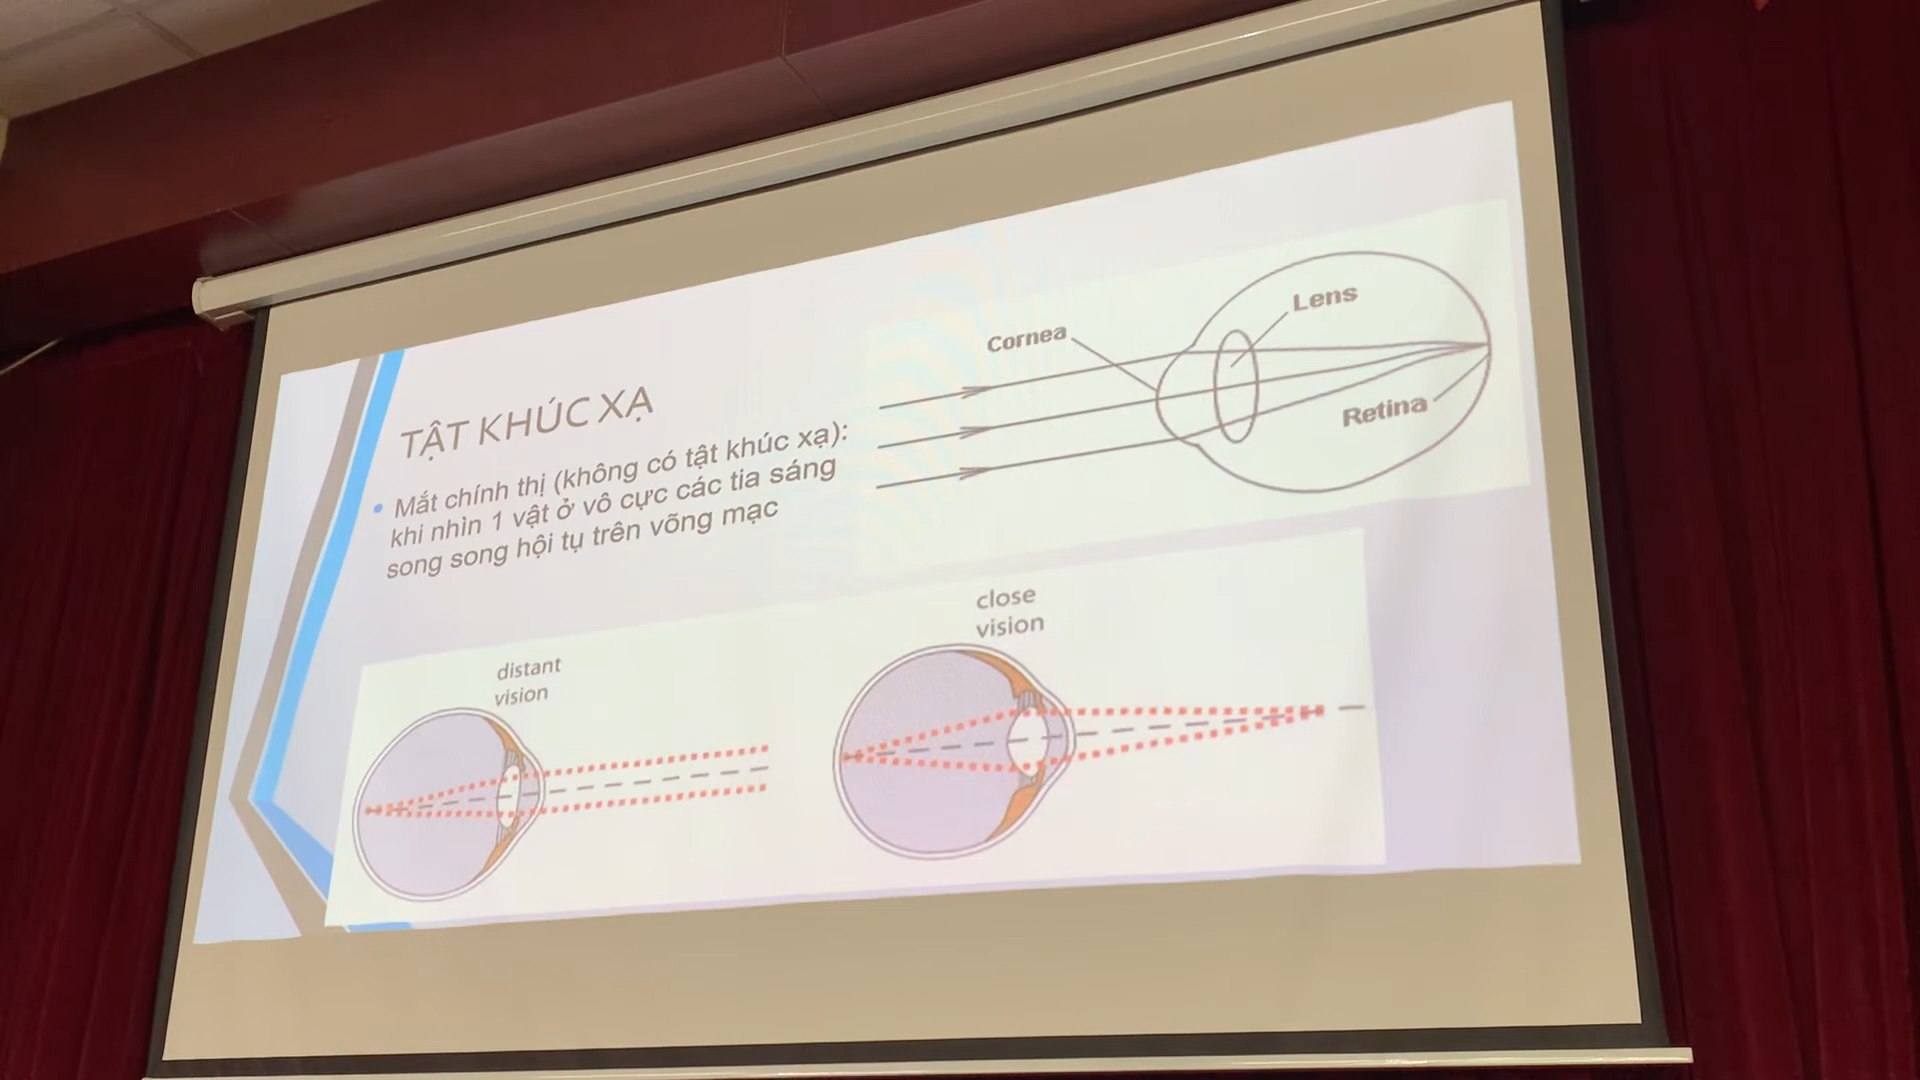 TẬT KHÚC XẠ
• Mắt chính thị (không có tật khúc xạ):
khi nhìn 1 vật ở vô cực các tia sáng
song song hội tụ trên võng mạc
Cornea
Lens
Retina
distant
vision
close
vision